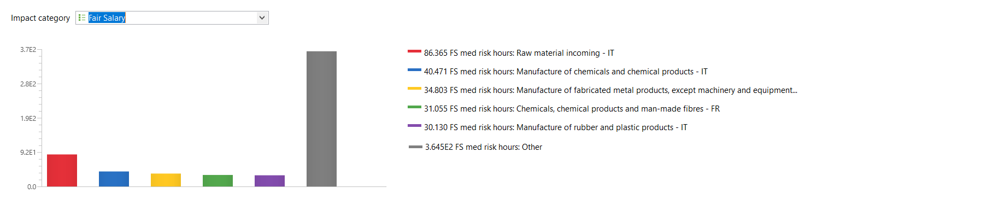 Impact category Fair Salary
3.7E2
2.8E2
1.9E2
9.2E1
0.0
86.365 FS med risk hours: Raw material incoming - IT
40.471 FS med risk hours: Manufacture of chemicals and chemical products - IT
34.803 FS med risk hours: Manufacture of fabricated metal products, except machinery and equipment...
31.055 FS med risk hours: Chemicals, chemical products and man-made fibres - FR
30.130 FS med risk hours: Manufacture of rubber and plastic products - IT
3.645E2 FS med risk hours: Other